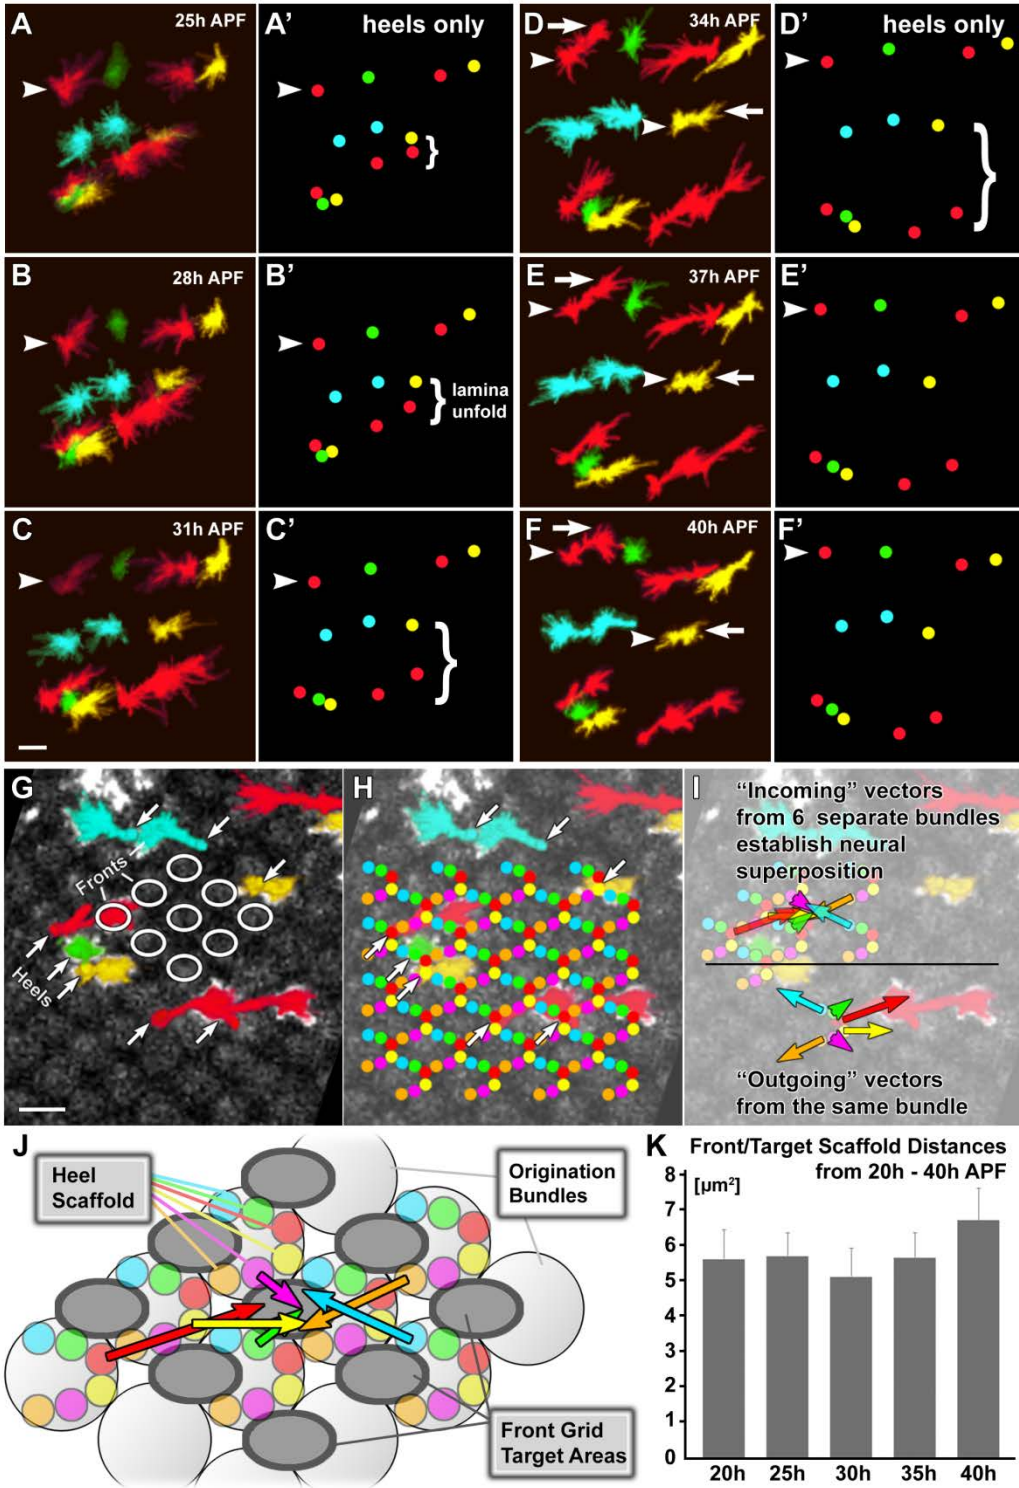 A
25h APF
A'
heels only
D
34h APF
D'
heels only
B
28h APF
B'
lamina
unfold
E
37h APF
E'
C
31h APF
C'
F
40h APF
F'
G
Fronts
Heels
H
I
“Incoming” vectors
from 6 separate bundles
establish neural
superposition
“Outgoing” vectors
from the same bundle
J
Heel
Scaffold
Origination
Bundles
Front Grid
Target Areas
K
Front/Target Scaffold Distances
from 20h - 40h APF
[µm²]
8
7
6
5
4
3
2
1
0
20h 25h 30h 35h 40h